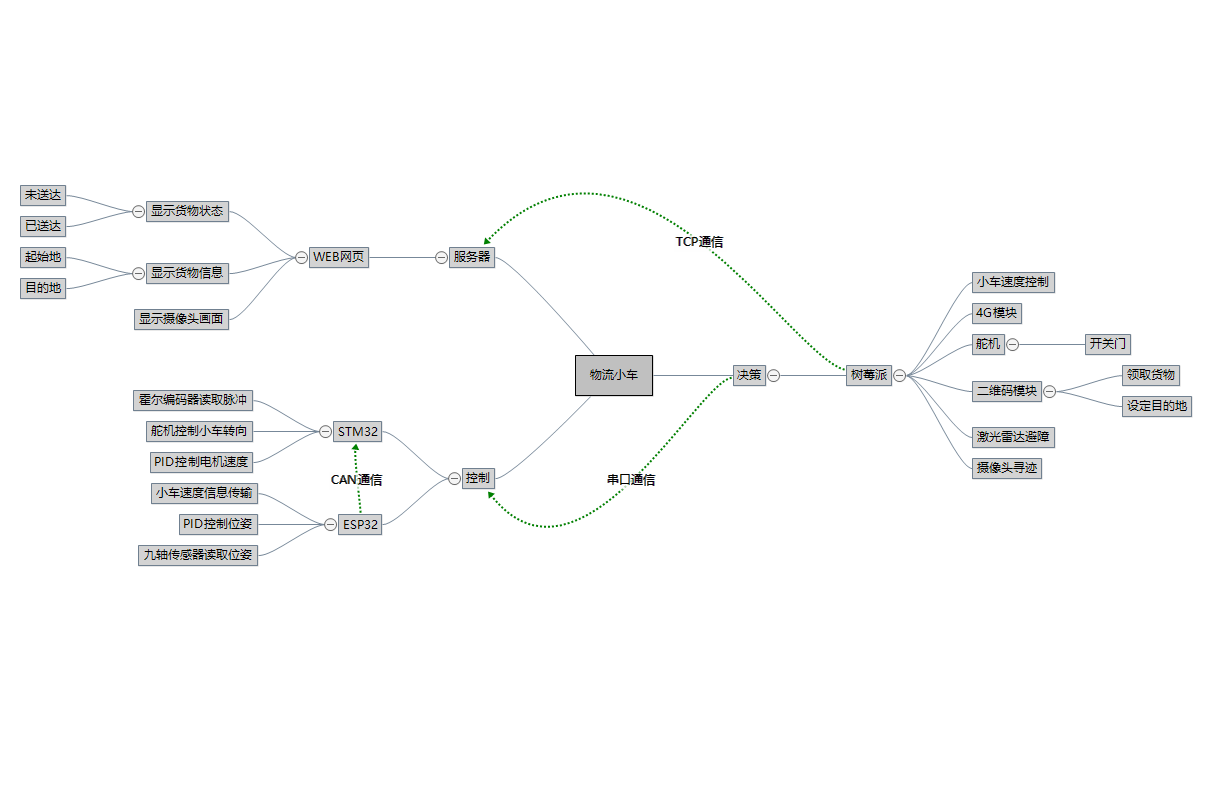 未送达
已送达
显示货物状态
起始地
目的地
显示货物信息
显示摄像头画面
WEB网页
服务器
TCP通信
物流小车
决策
树莓派
小车速度控制
4G模块
舵机
开关门
二维码模块
领取货物
设定目的地
激光雷达避障
摄像头寻迹
霍尔编码器读取脉冲
舵机控制小车转向
PID控制电机速度
STM32
CAN通信
控制
串口通信
小车速度信息传输
PID控制位姿
九轴传感器读取位姿
ESP32